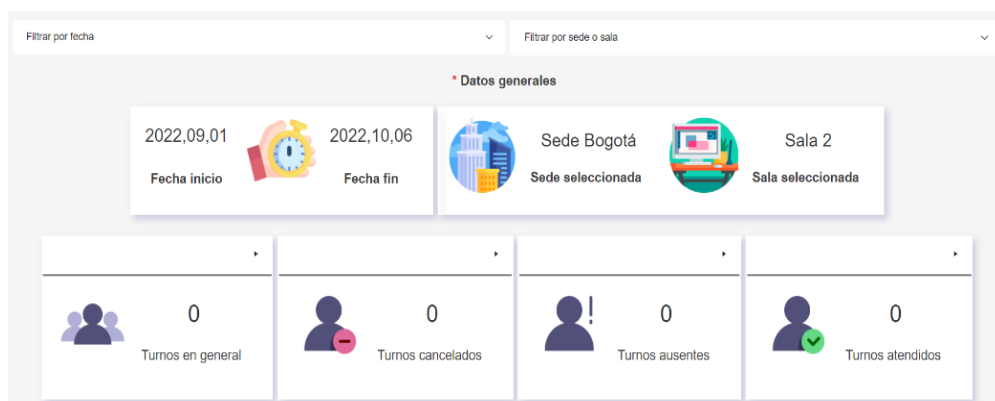 Filtrar por fecha
Filtrar por sede o sala
* Datos generales
2022,09,01
Fecha inicio
2022,10,06
Fecha fin
Sede Bogotá
Sede seleccionada
Sala 2
Sala seleccionada
0
Turnos en general
0
Turnos cancelados
0
Turnos ausentes
0
Turnos atendidos